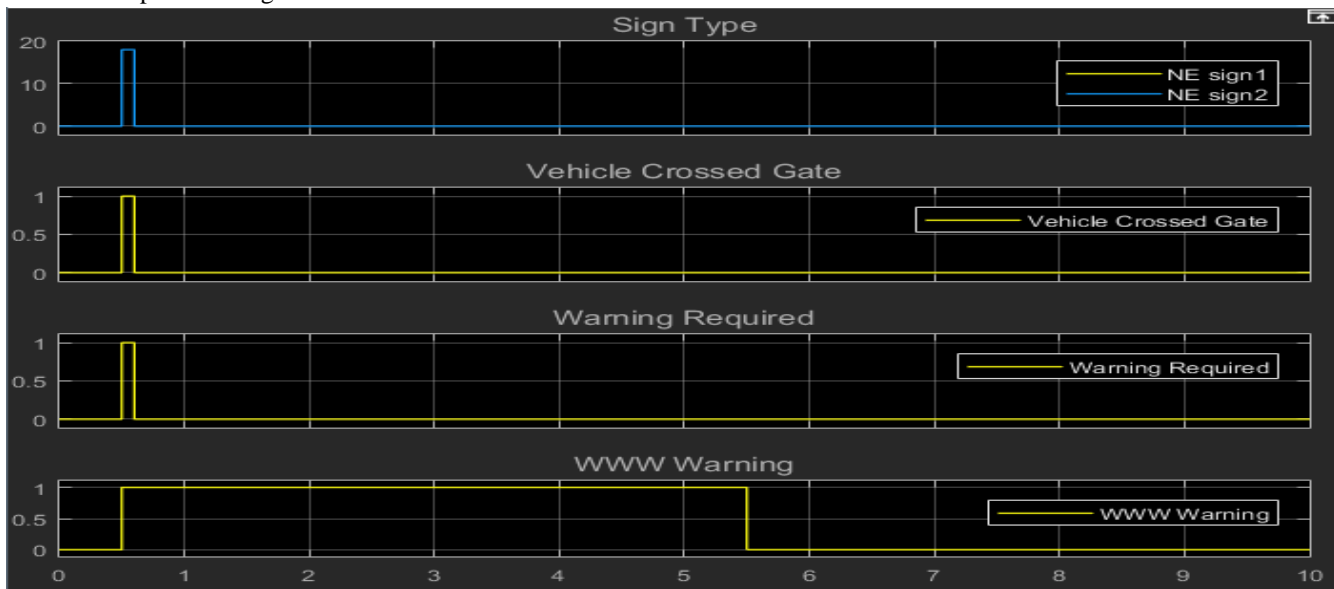 Sign Type
20
10
0
NE sign1
NE sign2
Vehicle Crossed Gate
1
0.5
0
Vehicle Crossed Gate
Warning Required
1
0.5
0
Warning Required
WWW Warning
1
0.5
0
WWW Warning
0 1 2 3 4 5 6 7 8 9 10